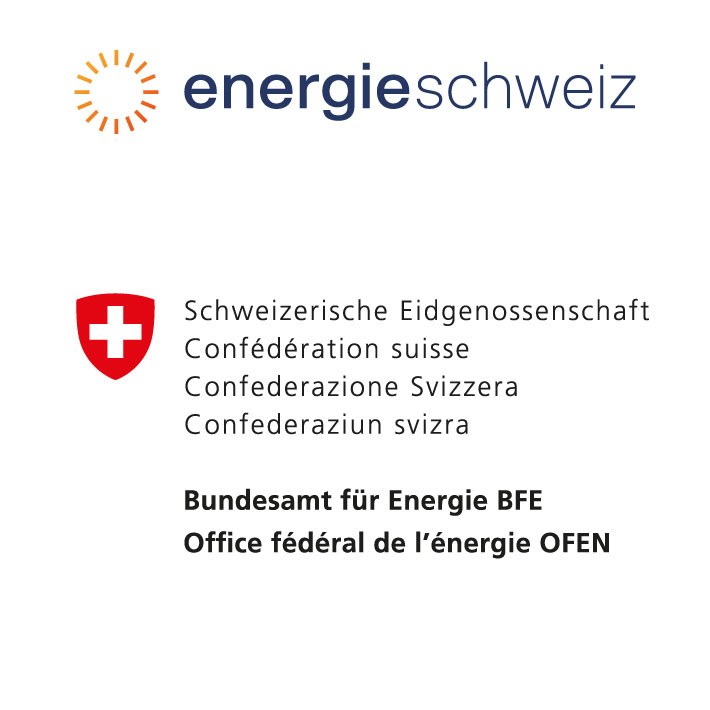 energieschweiz
Schweizerische Eidgenossenschaft
Confédération suisse
Confederazione Svizzera
Confederaziun svizra
Bundesamt für Energie BFE
Office fédéral de l’énergie OFEN